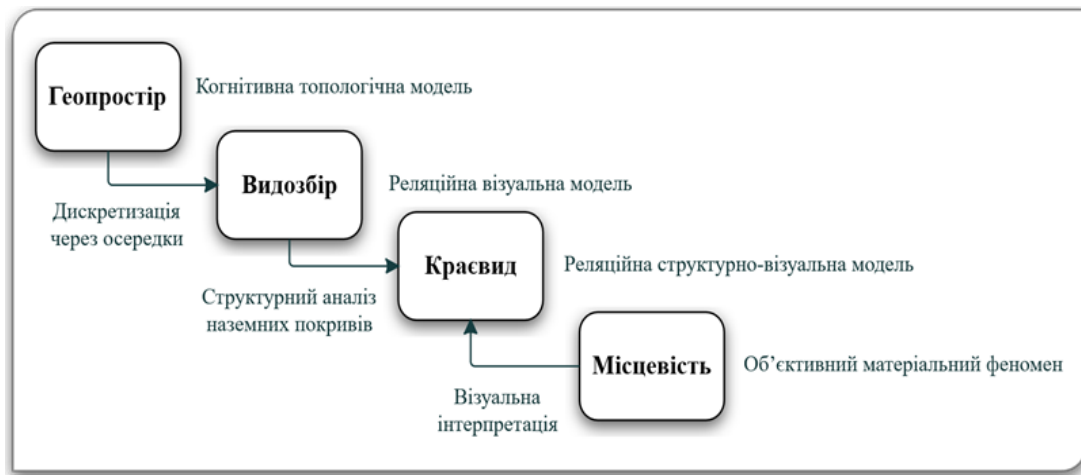 Геопростір
Когнітивна топологічна модель
Дискретизація
через осередки
Видозбір
Реляційна візуальна модель
Структурний аналіз
наземних покривів
Краєвид
Реляційна структурно-візуальна модель
Візуальна
інтерпретація
Місцевість
Об’єктивний матеріальний феномен